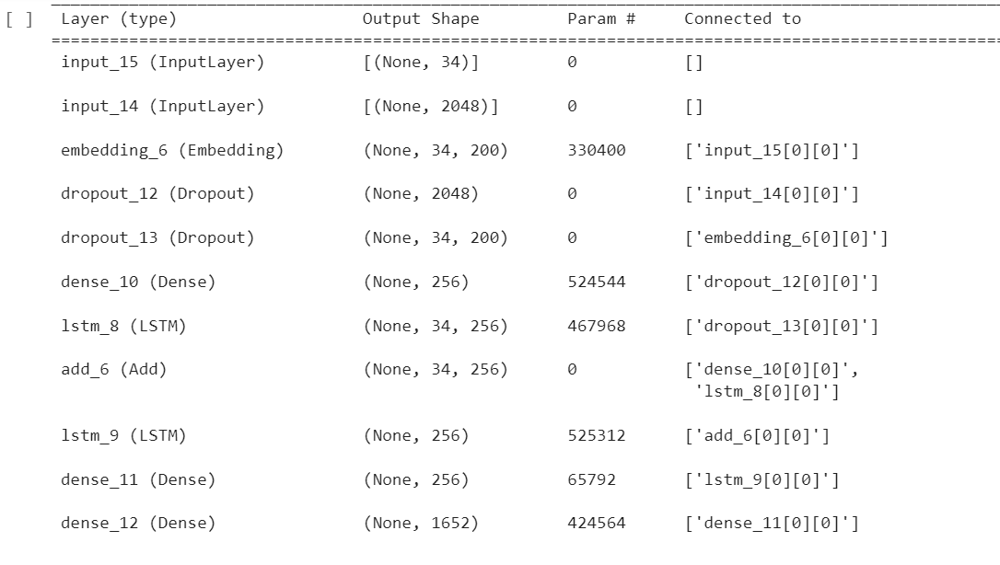 [ ] Layer (type) Output Shape Param # Connected to
==================================================================================================
input_15 (InputLayer) [(None, 34)] 0 []
input_14 (InputLayer) [(None, 2048)] 0 []
embedding_6 (Embedding) (None, 34, 200) 330400 ['input_15[0][0]']
dropout_12 (Dropout) (None, 2048) 0 ['input_14[0][0]']
dropout_13 (Dropout) (None, 34, 200) 0 ['embedding_6[0][0]']
dense_10 (Dense) (None, 256) 524544 ['dropout_12[0][0]']
lstm_8 (LSTM) (None, 34, 256) 467968 ['dropout_13[0][0]']
add_6 (Add) (None, 34, 256) 0 ['dense_10[0][0]',
'lstm_8[0][0]']
lstm_9 (LSTM) (None, 256) 525312 ['add_6[0][0]']
dense_11 (Dense) (None, 256) 65792 ['lstm_9[0][0]']
dense_12 (Dense) (None, 1652) 424564 ['dense_11[0][0]']